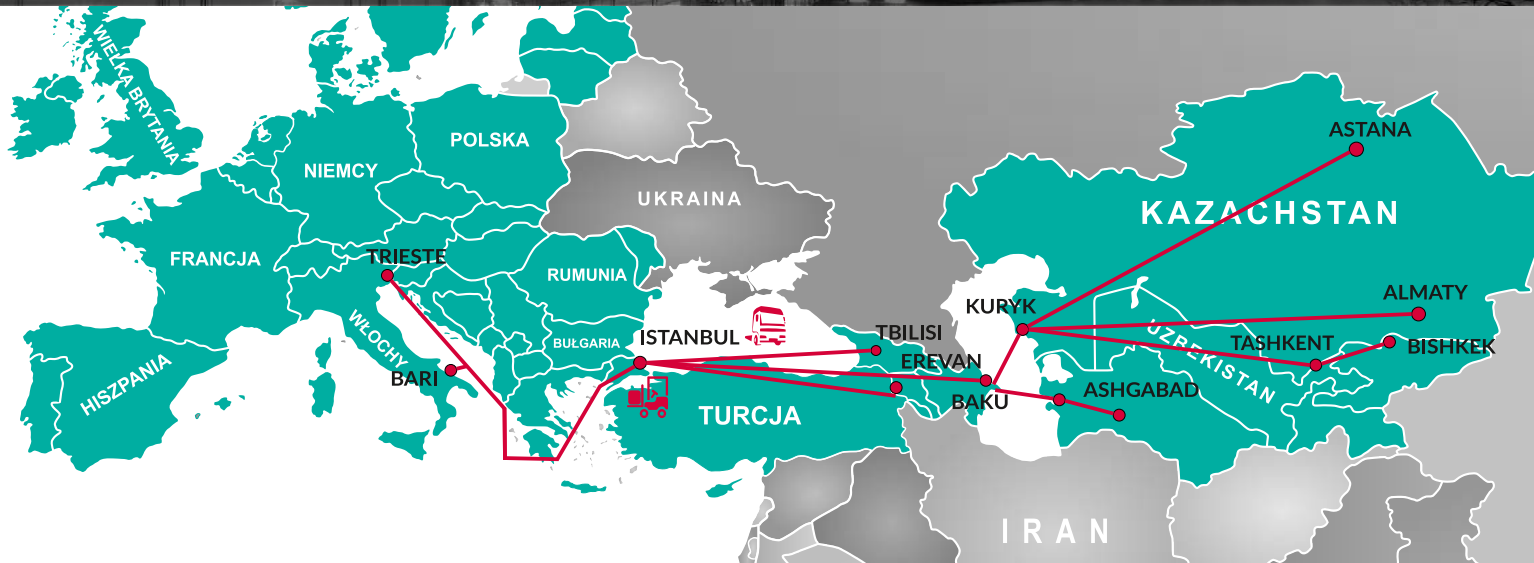 WIELKA BRYTANIA
POLSKA
NIEMCY
UKRAINA
FRANCJA
TRIESTE
RUMUNIA
WŁOCHY
BUŁGARIA
ISTANBUL
BARI
HISZPANIA
TURCJA
TBILISI
EREVAN
BAKU
KURYK
ASTANA
KAZACHSTAN
ALMATY
UZBEKISTAN
TASHKENT
BISHKEK
ASHGABAD
IRAN